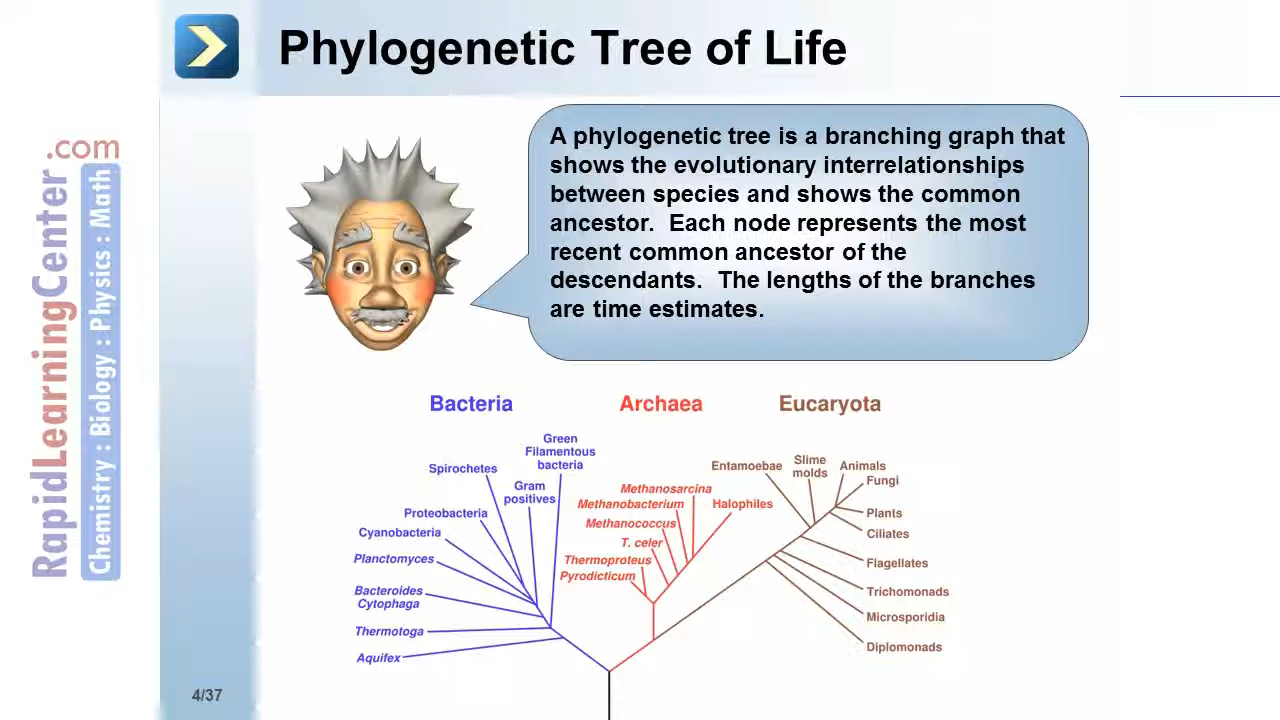 Phylogenetic Tree of Life
A phylogenetic tree is a branching graph that
shows the evolutionary interrelationships
between species and shows the common
ancestor.  Each node represents the most
recent common ancestor of the
descendants.  The lengths of the branches
are time estimates.
RapidLearningCenter.com
Chemistry : Biology : Physics : Math
Bacteria
Archaea
Eucaryota
Green
Filamentous
bacteria
Spirochetes
Gram
positives
Proteobacteria
Cyanobacteria
Planctomyces
Bacteroides
Cytophaga
Thermotoga
Aquifex
Methanosarcina
Methanobacterium
Halophiles
Methanococcus
T. celer
Thermoproteus
Pyrodicticum
Entamoebae
Slime
molds
Animals
Fungi
Plants
Ciliates
Flagellates
Trichomonads
Microsporidia
Diplomonads
4/37